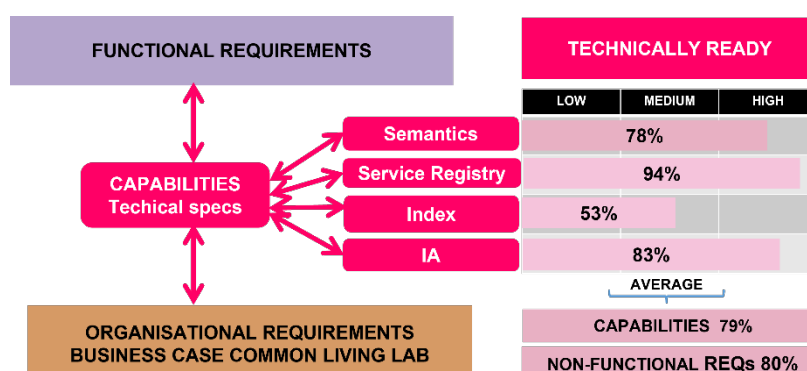 FUNCTIONAL REQUIREMENTS
TECHNICALLY READY
LOW MEDIUM HIGH
Semantics 78%
Service Registry 94%
CAPABILITIES
Techical specs
Index 53%
IA 83%
AVERAGE
CAPABILITIES 79%
ORGANISATIONAL REQUIREMENTS
BUSINESS CASE COMMON LIVING LAB
NON-FUNCTIONAL REQs 80%